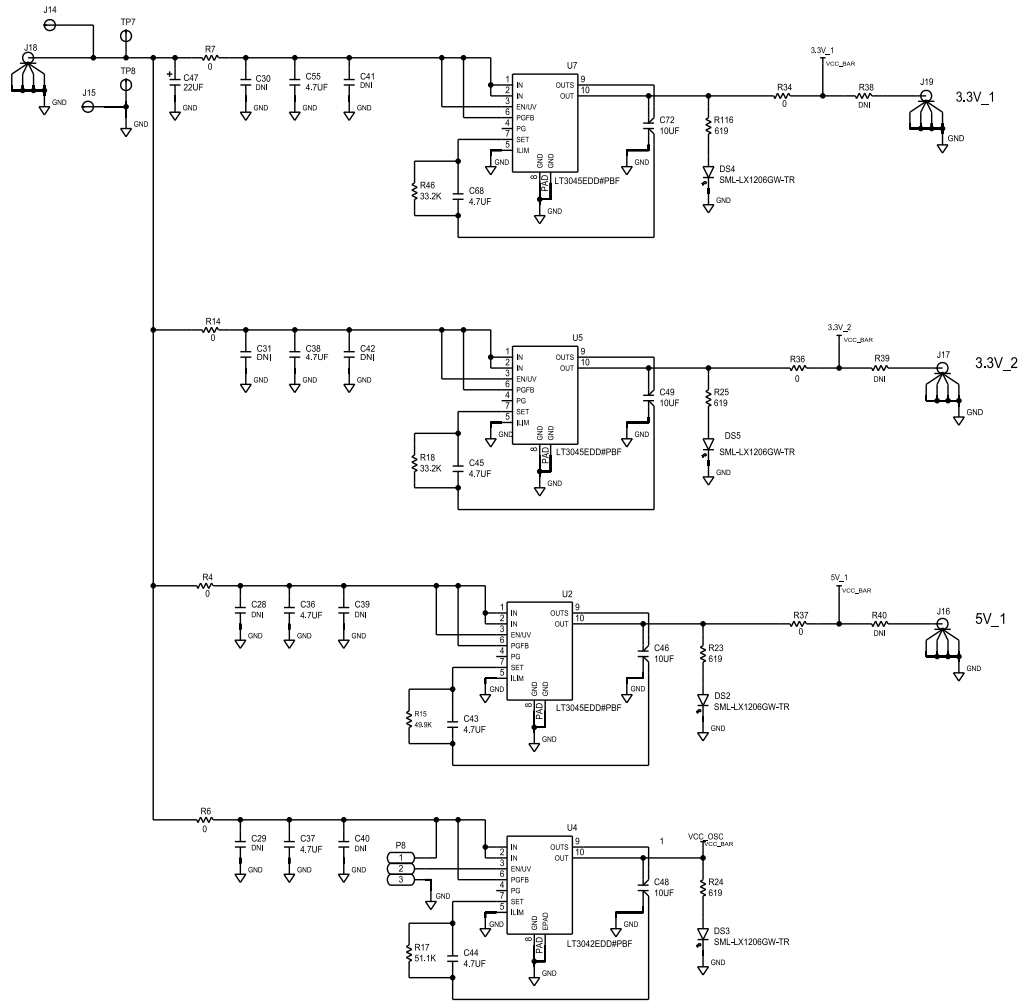 J14
TP7
J18
GND
TP8
J15
GND
R7
0
C47
22UF
GND
C30
DNI
GND
C55
4.7UF
GND
C41
DNI
GND
U7
1 IN
2 IN
3 EN/UV
6 PGFB
4 PG
7 SET
5 ILIM
OUTS 9
OUT 10
GND
GND
8
PAD
LT3045EDD#PBF
GND
GND
R46
33.2K
C68
4.7UF
C72
10UF
GND
R116
619
DS4
SML-LX1206GW-TR
GND
R34
0
3.3V_1
VCC_BAR
R38
DNI
J19
GND
3.3V_1
R14
0
C31
DNI
GND
C38
4.7UF
GND
C42
DNI
GND
U5
1 IN
2 IN
3 EN/UV
6 PGFB
4 PG
7 SET
5 ILIM
OUTS 9
OUT 10
GND
GND
8
PAD
LT3045EDD#PBF
GND
GND
R18
33.2K
C45
4.7UF
C49
10UF
GND
R25
619
DS5
SML-LX1206GW-TR
GND
R36
0
3.3V_2
VCC_BAR
R39
DNI
J17
GND
3.3V_2
R4
0
C28
DNI
GND
C36
4.7UF
GND
C39
DNI
GND
U2
1 IN
2 IN
3 EN/UV
6 PGFB
4 PG
7 SET
5 ILIM
OUTS 9
OUT 10
GND
GND
8
PAD
LT3045EDD#PBF
GND
GND
R15
49.9K
C43
4.7UF
C46
10UF
GND
R23
619
DS2
SML-LX1206GW-TR
GND
R37
0
5V_1
VCC_BAR
R40
DNI
J16
GND
5V_1
R6
0
C29
DNI
GND
C37
4.7UF
GND
C40
DNI
GND
P8
1
2
3
GND
U4
1 IN
2 IN
3 EN/UV
6 PGFB
4 PG
7 SET
5 ILIM
OUTS 9
OUT 10
GND
EPAD
8
PAD
LT3042EDD#PBF
GND
GND
R17
51.1K
C44
4.7UF
C48
10UF
GND
1
VCC_OSC
VCC_BAR
R24
619
DS3
SML-LX1206GW-TR
GND